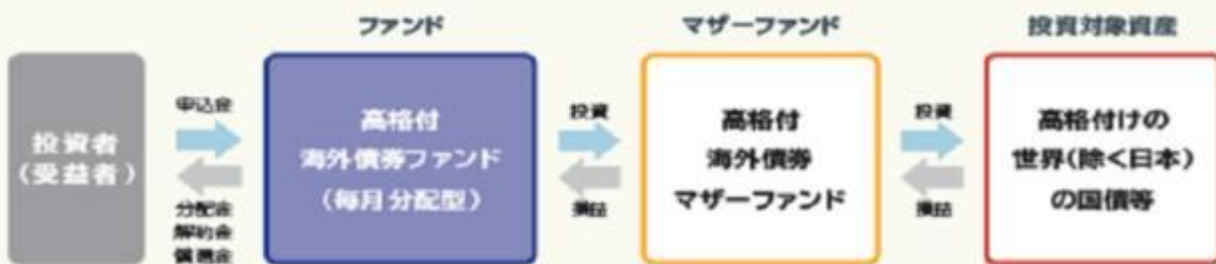 ファンド
マザーファンド
投資対象資産
投資者
(受益者)
申込金
分配金
解約金
償還金
高格付
海外債券ファンド
(毎月分配型)
投資
損益
高格付
海外債券
マザーファンド
投資
損益
高格付けの
世界(除く日本)
の国債等